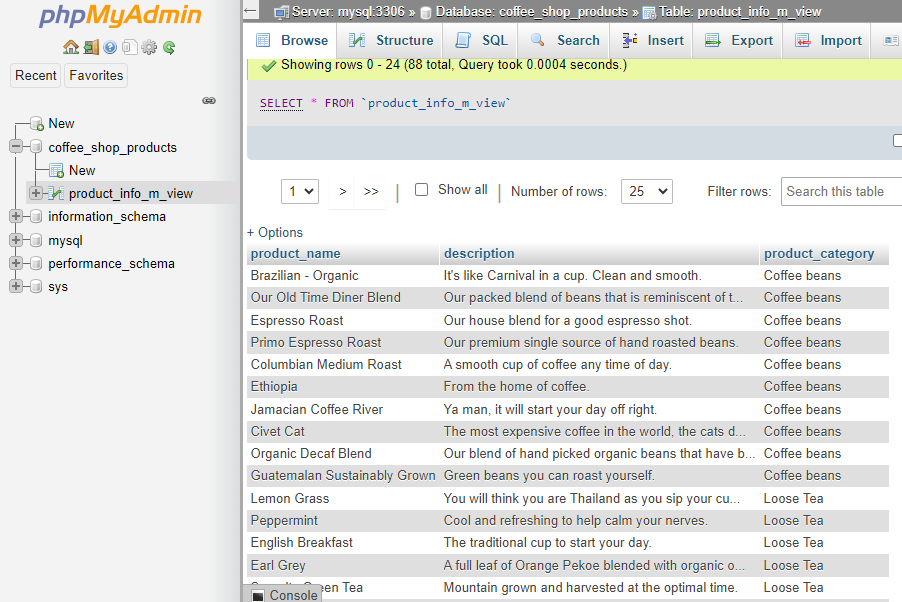 phpMyAdmin
Server: mysql:3306 » Database: coffee_shop_products » Table: product_info_m_view
Browse Structure SQL Search Insert Export Import
Recent Favorites
Showing rows 0 - 24 (88 total, Query took 0.0004 seconds.)
SELECT * FROM `product_info_m_view`
New
coffee_shop_products
New
product_info_m_view
information_schema
mysql
performance_schema
sys
1 > >> Show all Number of rows: 25 Filter rows: Search this table
+ Options
product_name description product_category
Brazilian - Organic It's like Carnival in a cup. Clean and smooth. Coffee beans
Our Old Time Diner Blend Our packed blend of beans that is reminiscent of t... Coffee beans
Espresso Roast Our house blend for a good espresso shot. Coffee beans
Primo Espresso Roast Our premium single source of hand roasted beans. Coffee beans
Columbian Medium Roast A smooth cup of coffee any time of day. Coffee beans
Ethiopia From the home of coffee. Coffee beans
Jamacian Coffee River Ya man, it will start your day off right. Coffee beans
Civet Cat The most expensive coffee in the world, the cats d... Coffee beans
Organic Decaf Blend Our blend of hand picked organic beans that have b... Coffee beans
Guatemalan Sustainably Grown Green beans you can roast yourself. Coffee beans
Lemon Grass You will think you are Thailand as you sip your cu... Loose Tea
Peppermint Cool and refreshing to help calm your nerves. Loose Tea
English Breakfast The traditional cup to start your day. Loose Tea
Earl Grey A full leaf of Orange Pekoe blended with organic o... Loose Tea
Green Tea Mountain grown and harvested at the optimal time. Loose Tea
Console